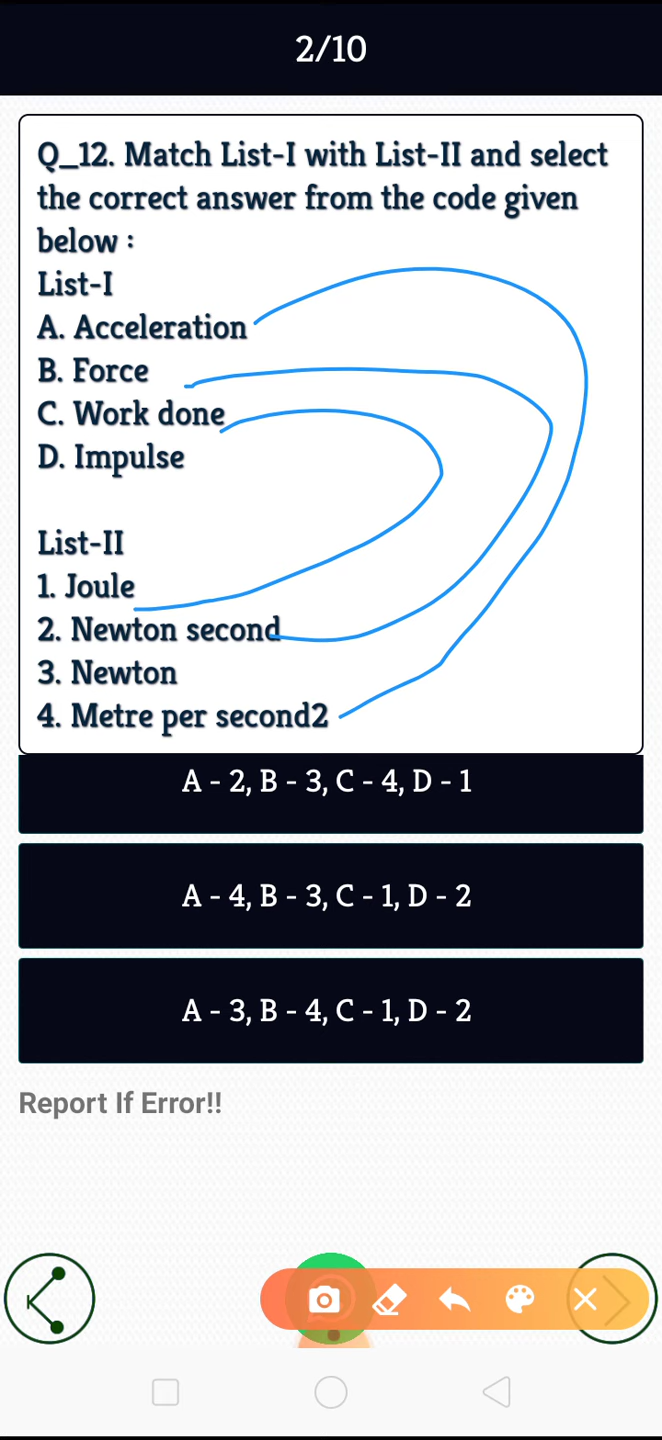 2/10
Q_12. Match List-I with List-II and select
the correct answer from the code given
below :
List-I
A. Acceleration
B. Force
C. Work done
D. Impulse
List-II
1. Joule
2. Newton second
3. Newton
4. Metre per second2
A - 2, B - 3, C - 4, D - 1
A - 4, B - 3, C - 1, D - 2
A - 3, B - 4, C - 1, D - 2
Report If Error!!